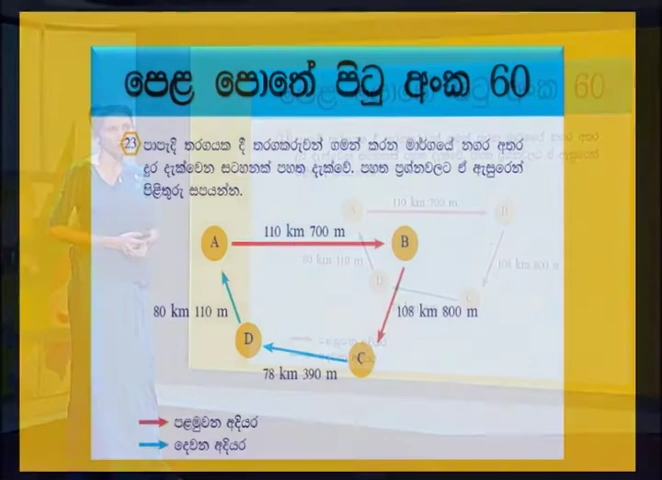 පෙළ පොතේ පිටු අංක 60
23 පාපැදි තරගයක දී තරගකරුවන් ගමන් කරන මාර්ගයේ නගර අතර
දුර දැක්වෙන සටහනක් පහත දැක්වේ. පහත ප්‍රශ්නවලට ඒ ඇසුරෙන්
පිළිතුරු සපයන්න.
110 km 700 m
A
B
80 km 110 m
108 km 800 m
D
C
78 km 390 m
පළමුවන අදියර
දෙවන අදියර